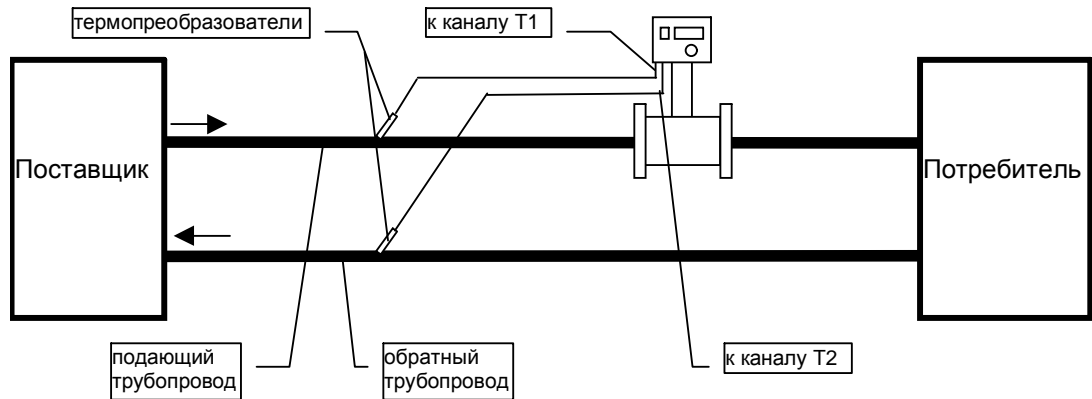 термопреобразователи
к каналу Т1
Поставщик
Потребитель
подающий
трубопровод
обратный
трубопровод
к каналу Т2